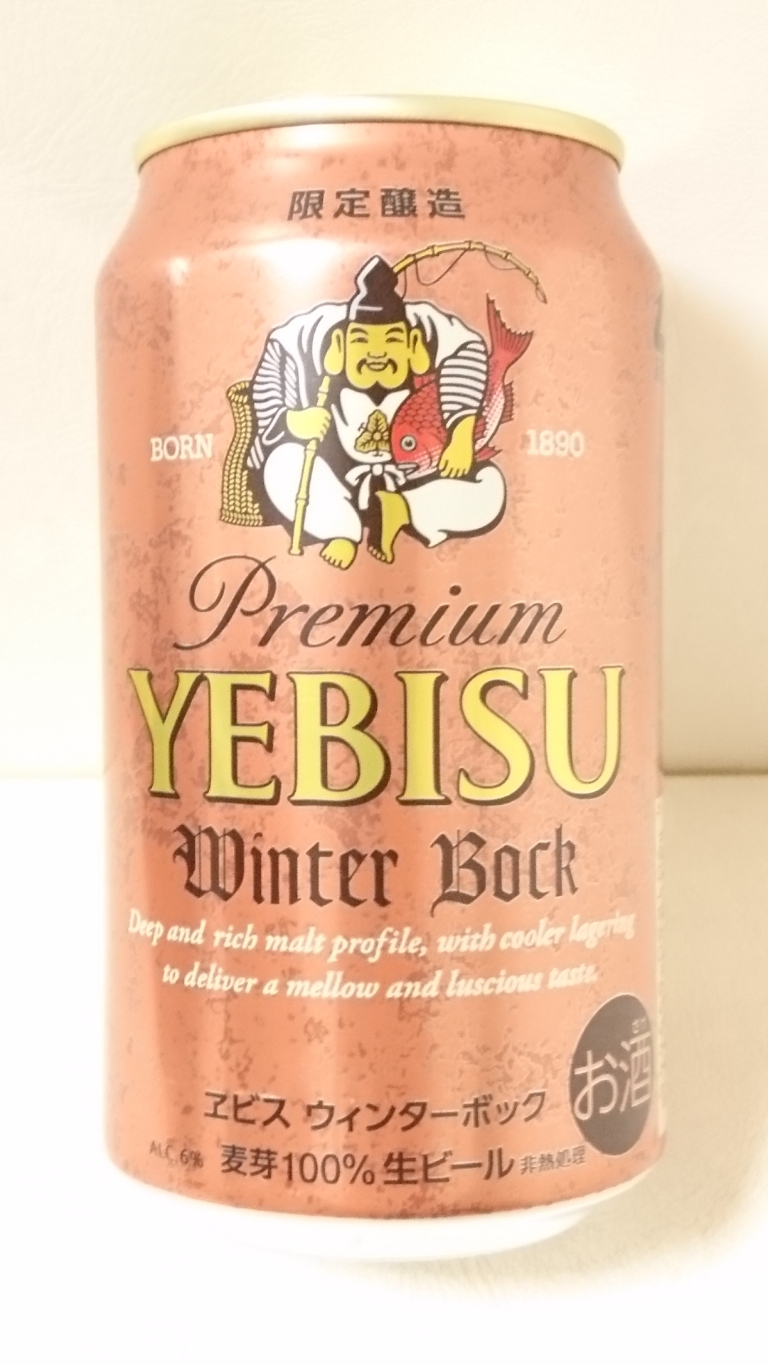 限定醸造
BORN 1890
Premium
YEBISU
Winter Bock
Deep and rich malt profile, with cooler lagering
to deliver a mellow and luscious taste.
お酒
ヱビス ウィンターボック
ALC.6% 麦芽100% 生ビール 非熱処理